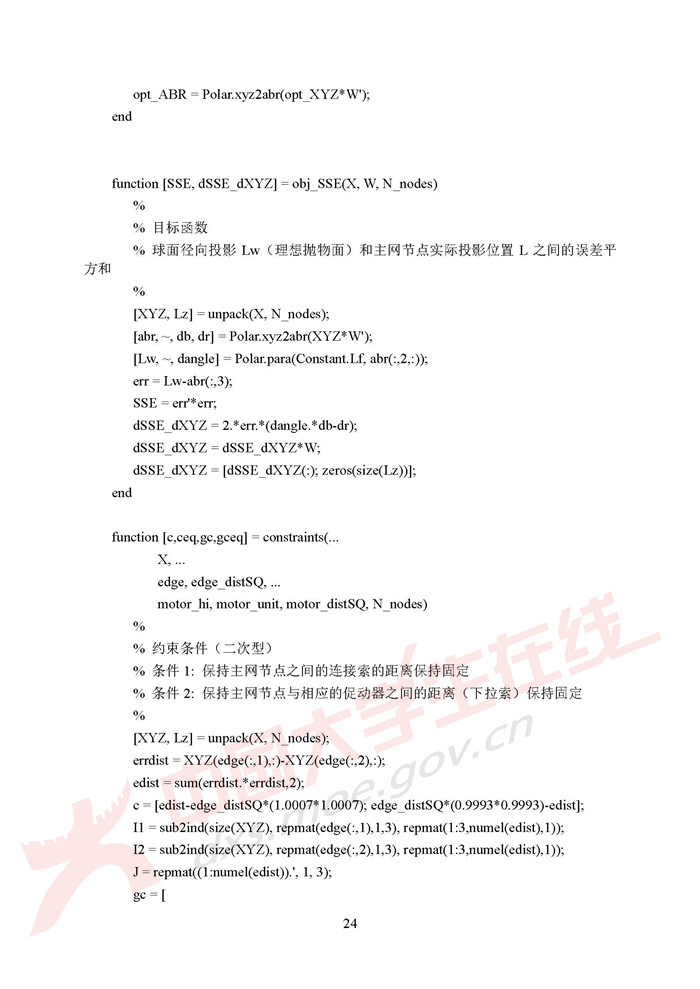 opt_ABR = Polar.xyz2abr(opt_XYZ*W');
end
function [SSE, dSSE_dXYZ] = obj_SSE(X, W, N_nodes)
%
% 目标函数
% 球面径向投影 Lw（理想抛物面）和主网节点实际投影位置 L 之间的误差平
方和
%
[XYZ, Lz] = unpack(X, N_nodes);
[abr, ~, db, dr] = Polar.xyz2abr(XYZ*W');
[Lw, ~, dangle] = Polar.para(Constant.Lf, abr(:,2,:));
err = Lw-abr(:,3);
SSE = err'*err;
dSSE_dXYZ = 2.*err.*(dangle.*db-dr);
dSSE_dXYZ = dSSE_dXYZ*W;
dSSE_dXYZ = [dSSE_dXYZ(:); zeros(size(Lz))];
end
function [c,ceq,gc,gceq] = constraints(...
X, ...
edge, edge_distSQ, ...
motor_hi, motor_unit, motor_distSQ, N_nodes)
%
% 约束条件（二次型）
% 条件 1: 保持主网节点之间的连接索的距离保持固定
% 条件 2: 保持主网节点与相应的促动器之间的距离（下拉索）保持固定
%
[XYZ, Lz] = unpack(X, N_nodes);
errdist = XYZ(edge(:,1),:)-XYZ(edge(:,2),:);
edist = sum(errdist.*errdist,2);
c = [edist-edge_distSQ*(1.0007*1.0007); edge_distSQ*(0.9993*0.9993)-edist];
I1 = sub2ind(size(XYZ), repmat(edge(:,1),1,3), repmat(1:3,numel(edist),1));
I2 = sub2ind(size(XYZ), repmat(edge(:,2),1,3), repmat(1:3,numel(edist),1));
J = repmat((1:numel(edist)).', 1, 3);
gc = [
24
中国大学生在线
dxs.moe.gov.cn